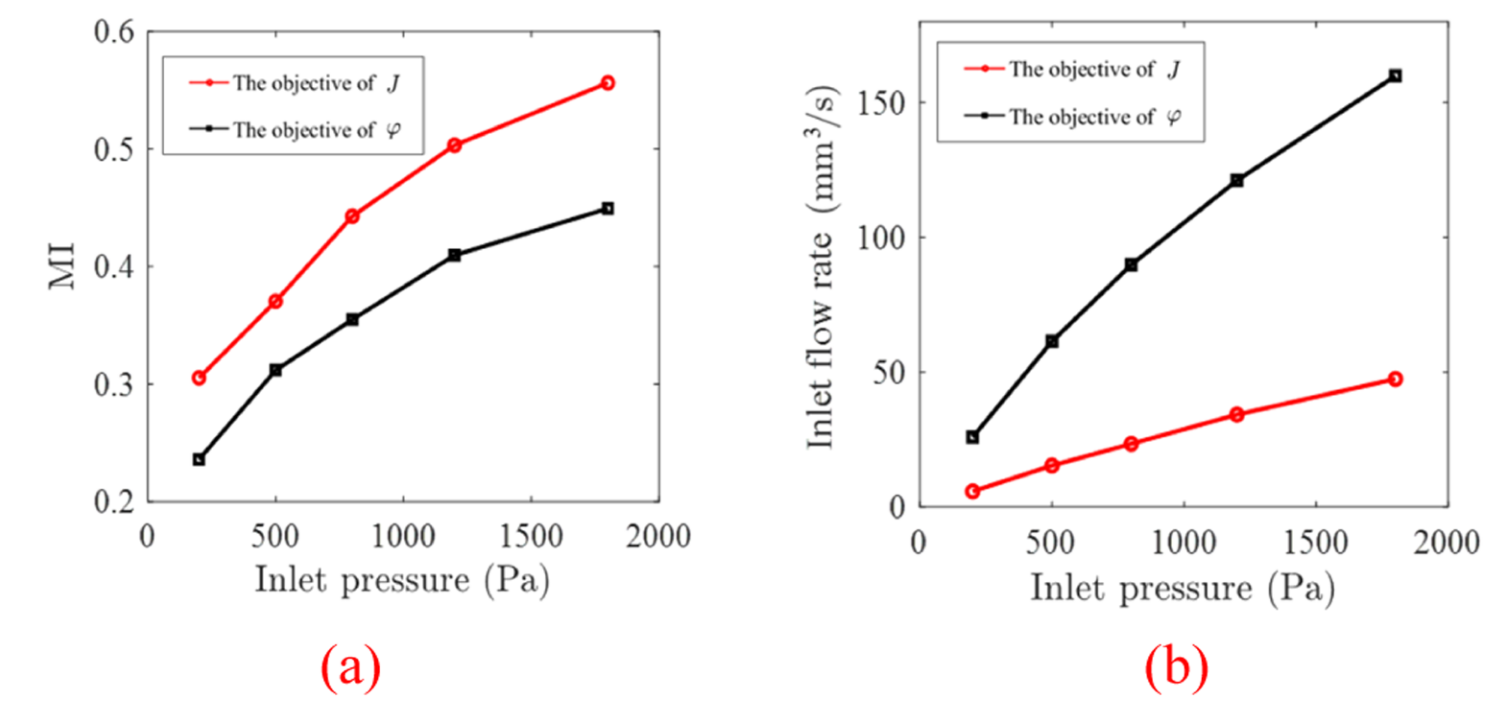 0.6
The objective of J
The objective of φ
0.5
0.4
0.3
0.2
MI
0 500 1000 1500 2000
Inlet pressure (Pa)
(a)
The objective of J
The objective of φ
150
100
50
0
Inlet flow rate (mm³/s)
0 500 1000 1500 2000
Inlet pressure (Pa)
(b)